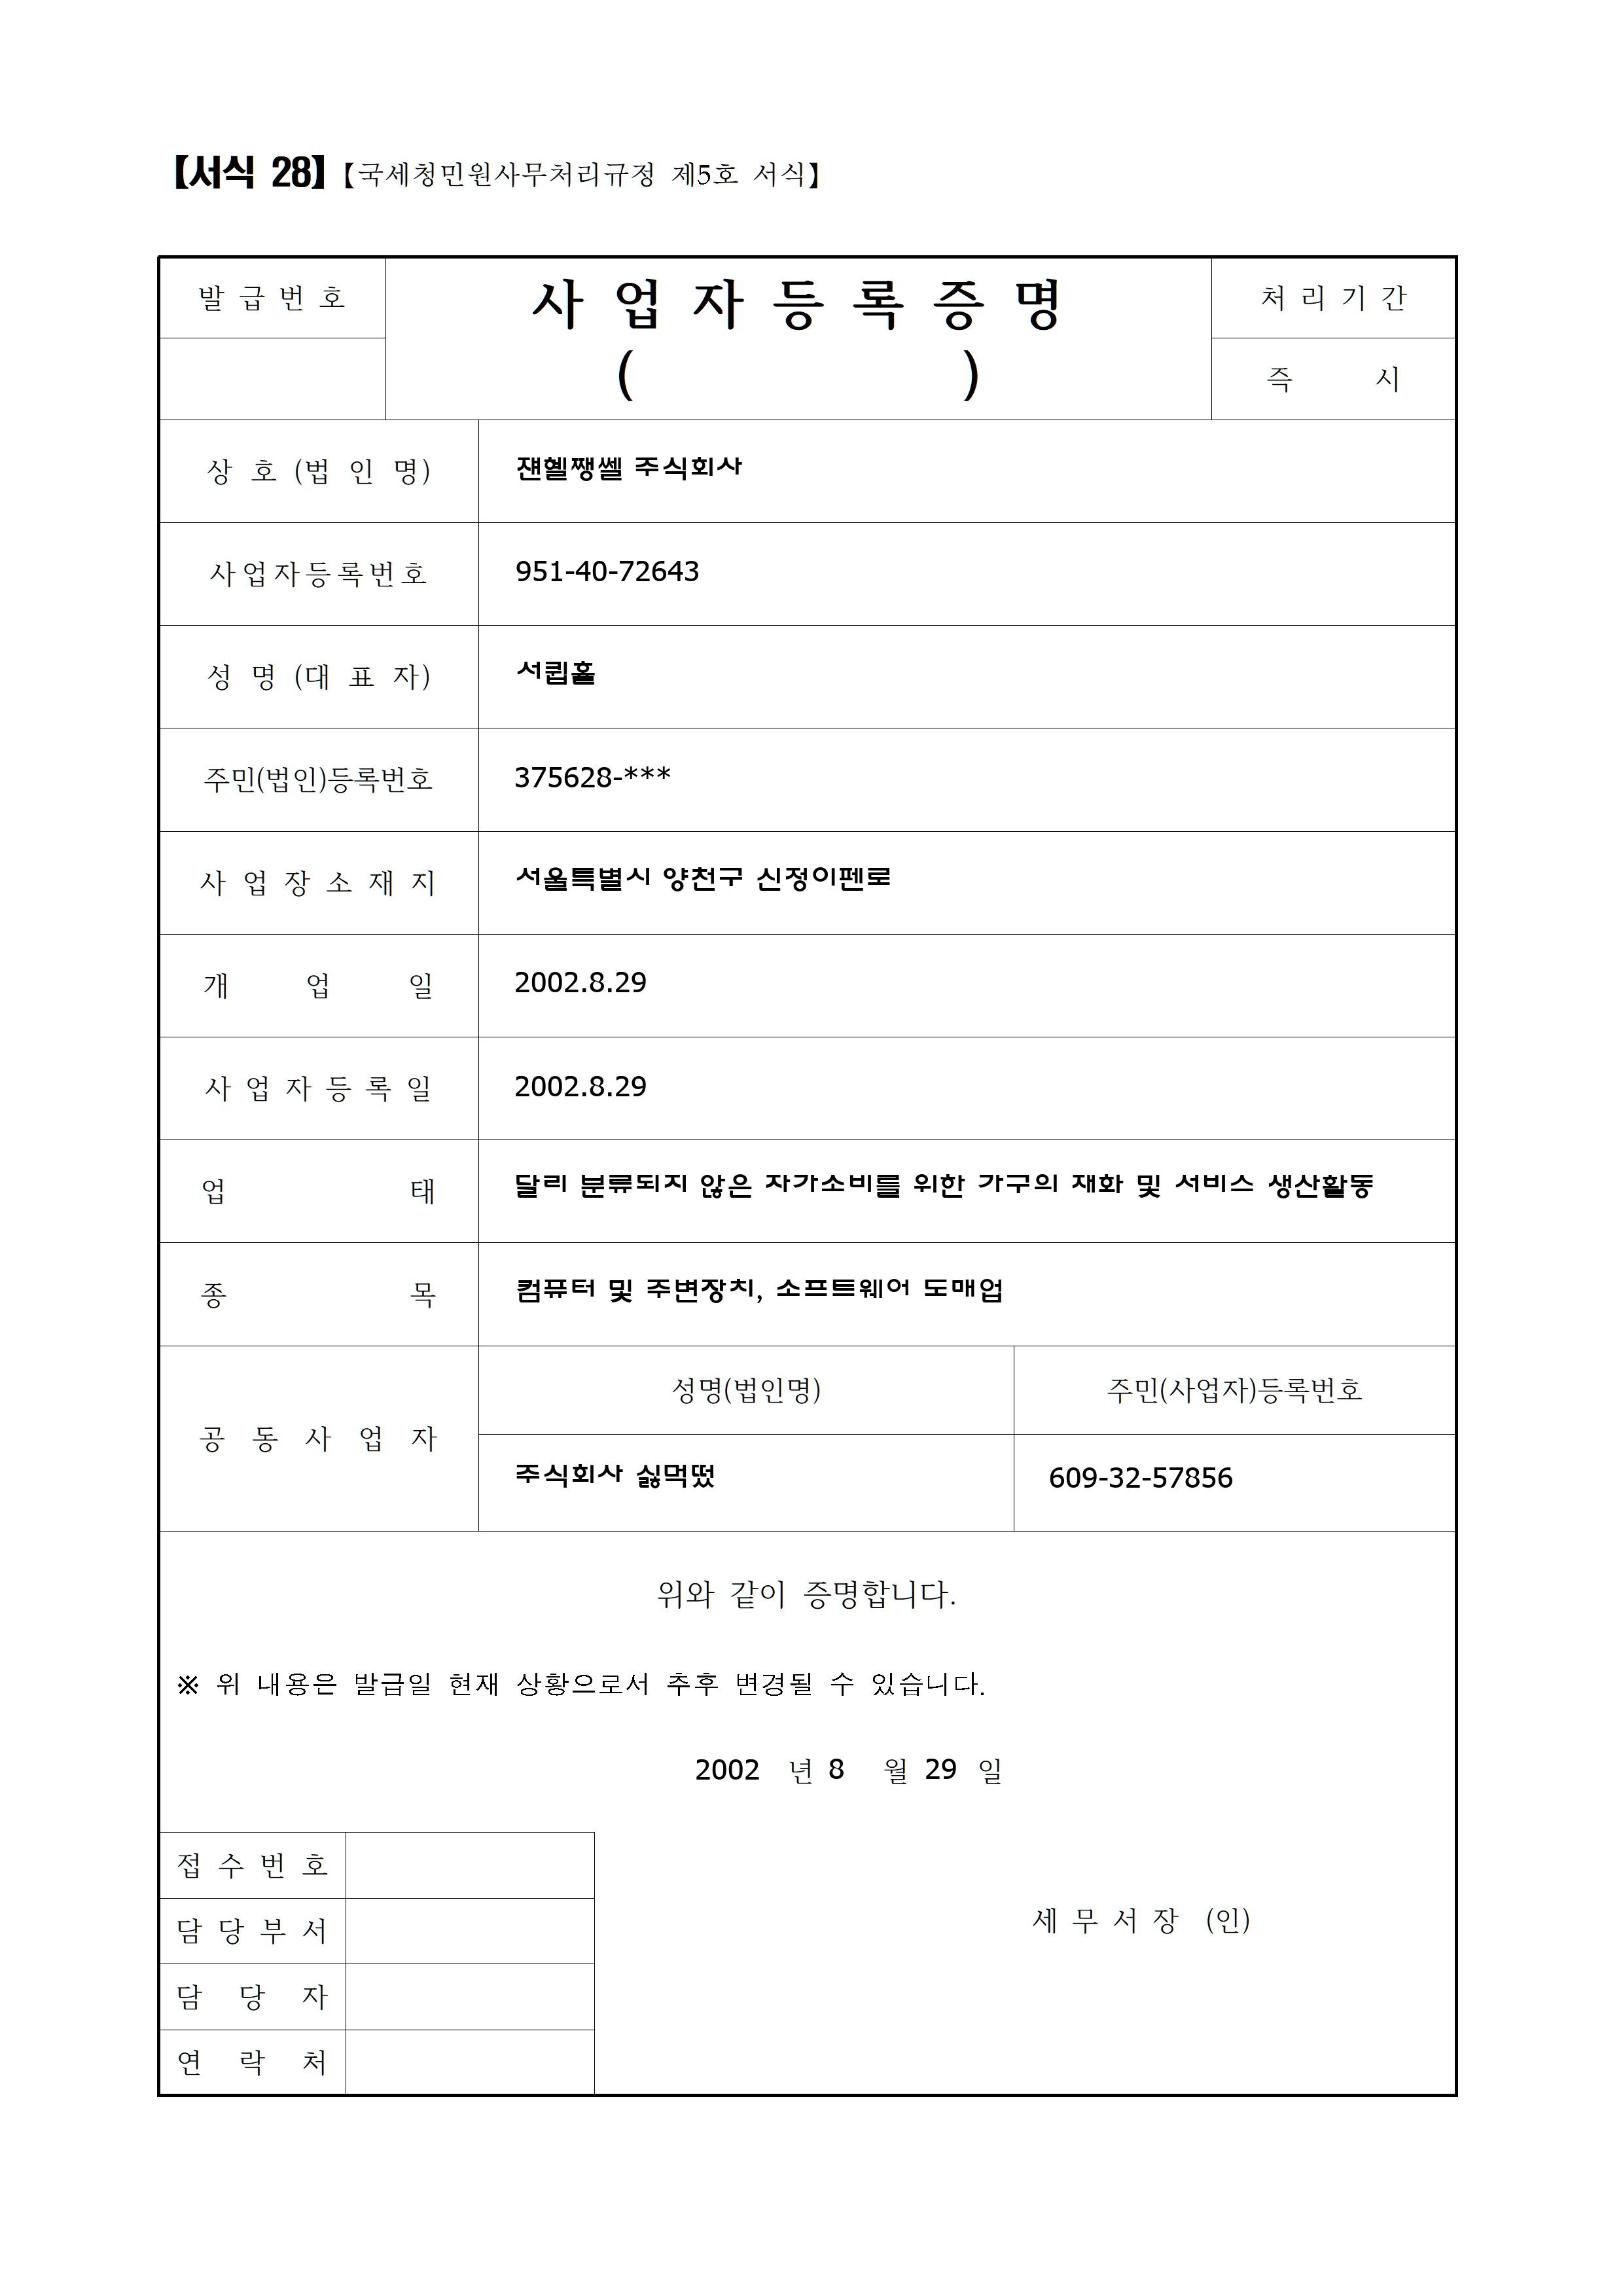 【서식 28】【국세청민원사무처리규정 제5호 서식】
발 급 번 호
사 업 자 등 록 증 명
( )
처 리 기 간
즉 시
상 호 (법 인 명) 쟨헬쨍쎌 주식회사
사업자등록번호 951-40-72643
성 명 (대 표 자) 서큅홀
주민(법인)등록번호 375628-***
사 업 장 소 재 지 서울특별시 양천구 신정이펜로
개 업 일 2002.8.29
사 업 자 등 록 일 2002.8.29
업 태 달리 분류되지 않은 자가소비를 위한 가구의 재화 및 서비스 생산활동
종 목 컴퓨터 및 주변장치, 소프트웨어 도매업
공 동 사 업 자
성명(법인명) 주민(사업자)등록번호
주식회사 싫먹떴 609-32-57856
위와 같이 증명합니다.
※ 위 내용은 발급일 현재 상황으로서 추후 변경될 수 있습니다.
2002 년 8 월 29 일
접 수 번 호
담 당 부 서
담 당 자
연 락 처
세 무 서 장 (인)